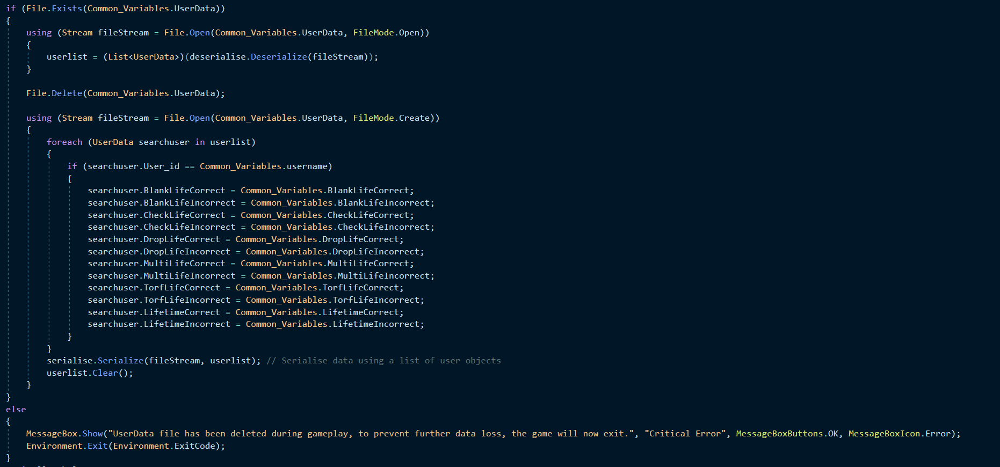 if (File.Exists(Common_Variables.UserData))
{
using (Stream fileStream = File.Open(Common_Variables.UserData, FileMode.Open))
{
userlist = (List<UserData>)(deserialise.Deserialize(fileStream));
}
File.Delete(Common_Variables.UserData);
using (Stream fileStream = File.Open(Common_Variables.UserData, FileMode.Create))
{
foreach (UserData searchuser in userlist)
{
if (searchuser.User_id == Common_Variables.username)
{
searchuser.BlankLifeCorrect = Common_Variables.BlankLifeCorrect;
searchuser.BlankLifeIncorrect = Common_Variables.BlankLifeIncorrect;
searchuser.CheckLifeCorrect = Common_Variables.CheckLifeCorrect;
searchuser.CheckLifeIncorrect = Common_Variables.CheckLifeIncorrect;
searchuser.DropLifeCorrect = Common_Variables.DropLifeCorrect;
searchuser.DropLifeIncorrect = Common_Variables.DropLifeIncorrect;
searchuser.MultiLifeCorrect = Common_Variables.MultiLifeCorrect;
searchuser.MultiLifeIncorrect = Common_Variables.MultiLifeIncorrect;
searchuser.TorfLifeCorrect = Common_Variables.TorfLifeCorrect;
searchuser.TorfLifeIncorrect = Common_Variables.TorfLifeIncorrect;
searchuser.LifetimeCorrect = Common_Variables.LifetimeCorrect;
searchuser.LifetimeIncorrect = Common_Variables.LifetimeIncorrect;
}
}
serialise.Serialize(fileStream, userlist); // Serialise data using a list of user objects
userlist.Clear();
}
}
else
{
MessageBox.Show("UserData file has been deleted during gameplay, to prevent further data loss, the game will now exit.", "Critical Error", MessageBoxButtons.OK, MessageBoxIcon.Error);
Environment.Exit(Environment.ExitCode);
}